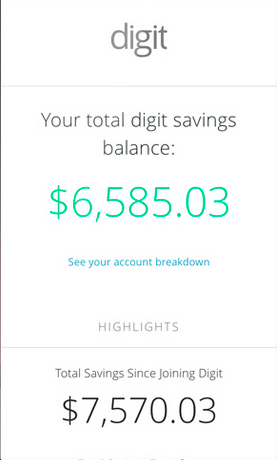 digit
Your total digit savings
balance:
$6,585.03
See your account breakdown
HIGHLIGHTS
Total Savings Since Joining Digit
$7,570.03